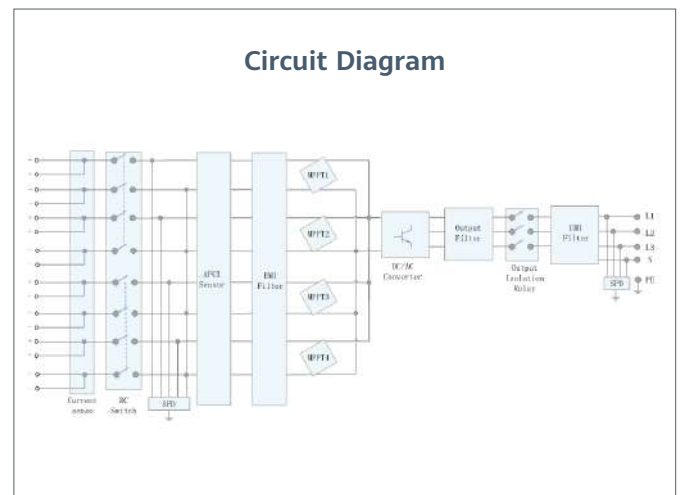 Circuit Diagram
MPPT1
MPPT2
MPPT3
MPPT4
AFCI
Sensor
EMI
Filter
DC/AC
Converter
Output
Filter
Output
Isolation
Relay
EMI
Filter
L1
L2
L3
PE
SPD
Current
sense
DC
Switch
SPD